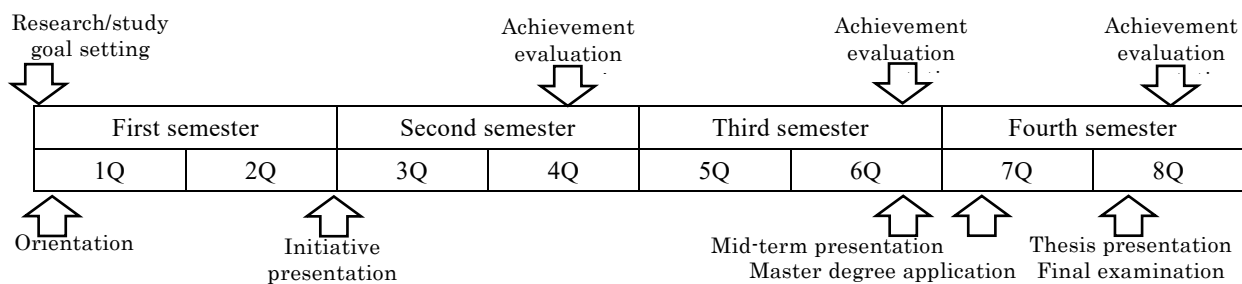 Research/study
goal setting
Achievement
evaluation
Achievement
evaluation
Achievement
evaluation
First semester
Second semester
Third semester
Fourth semester
1Q
2Q
3Q
4Q
5Q
6Q
7Q
8Q
Orientation
Initiative
presentation
Mid-term presentation
Master degree application
Thesis presentation
Final examination